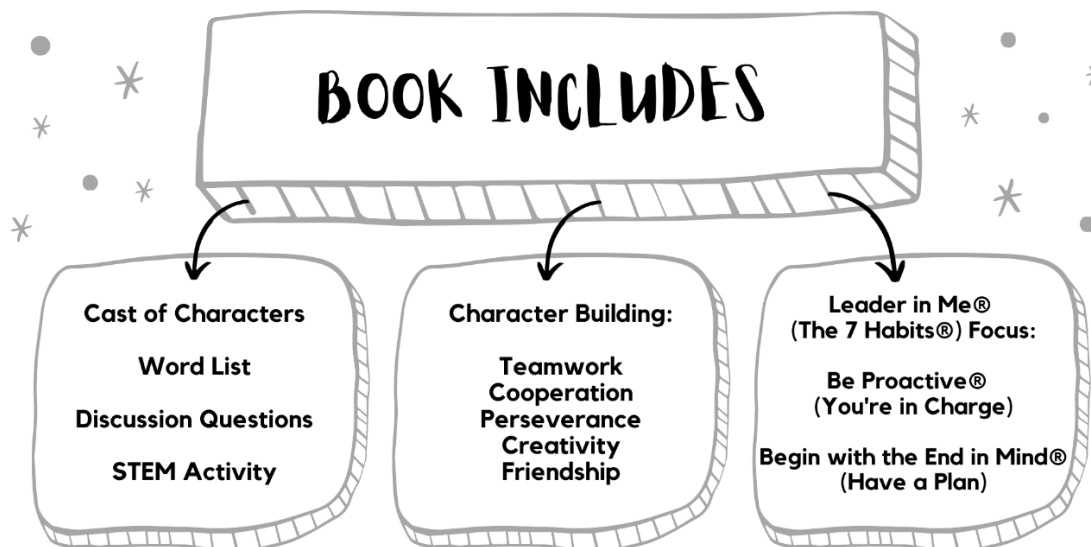 BOOK INCLUDES
Cast of Characters
Word List
Discussion Questions
STEM Activity
Character Building:
Teamwork
Cooperation
Perseverance
Creativity
Friendship
Leader in Me®
(The 7 Habits®) Focus:
Be Proactive®
(You're in Charge)
Begin with the End in Mind®
(Have a Plan)